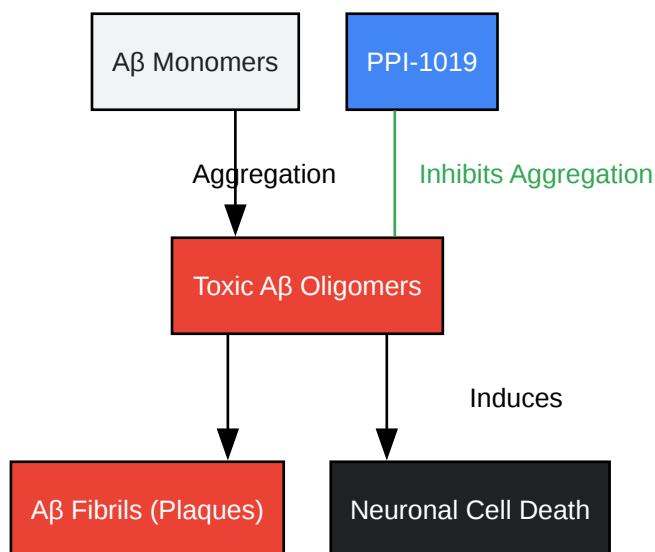 Aβ Monomers
PPI-1019
Aggregation
Inhibits Aggregation
Toxic Aβ Oligomers
Induces
Aβ Fibrils (Plaques)
Neuronal Cell Death